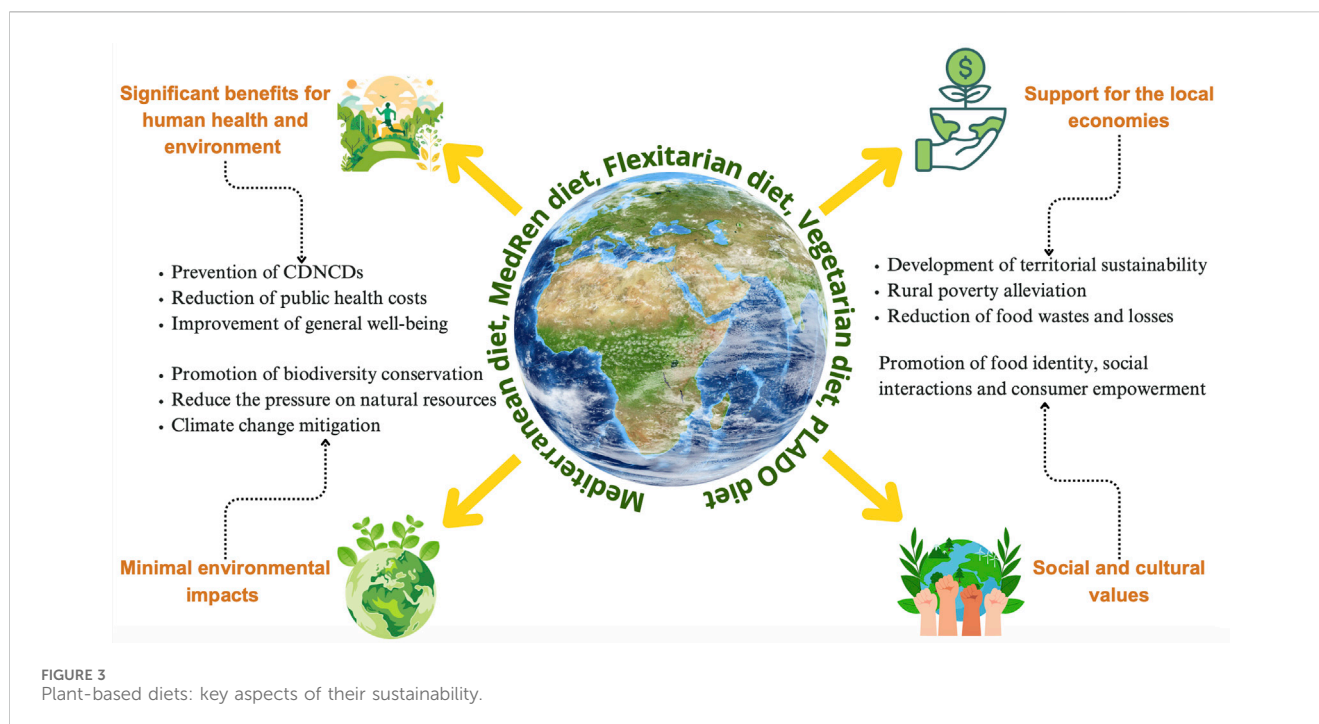 Significant benefits for
human health and
environment
• Prevention of CDNCDs
• Reduction of public health costs
• Improvement of general well-being
• Promotion of biodiversity conservation
• Reduce the pressure on natural resources
• Climate change mitigation
Minimal environmental
impacts
Mediterranean diet, MedRen diet, Flexitarian diet, Vegetarian diet, PLADO diet
$
Support for the local
economies
• Development of territorial sustainability
• Rural poverty alleviation
• Reduction of food wastes and losses
Promotion of food identity, social
interactions and consumer empowerment
Social and cultural
values
FIGURE 3
Plant-based diets: key aspects of their sustainability.